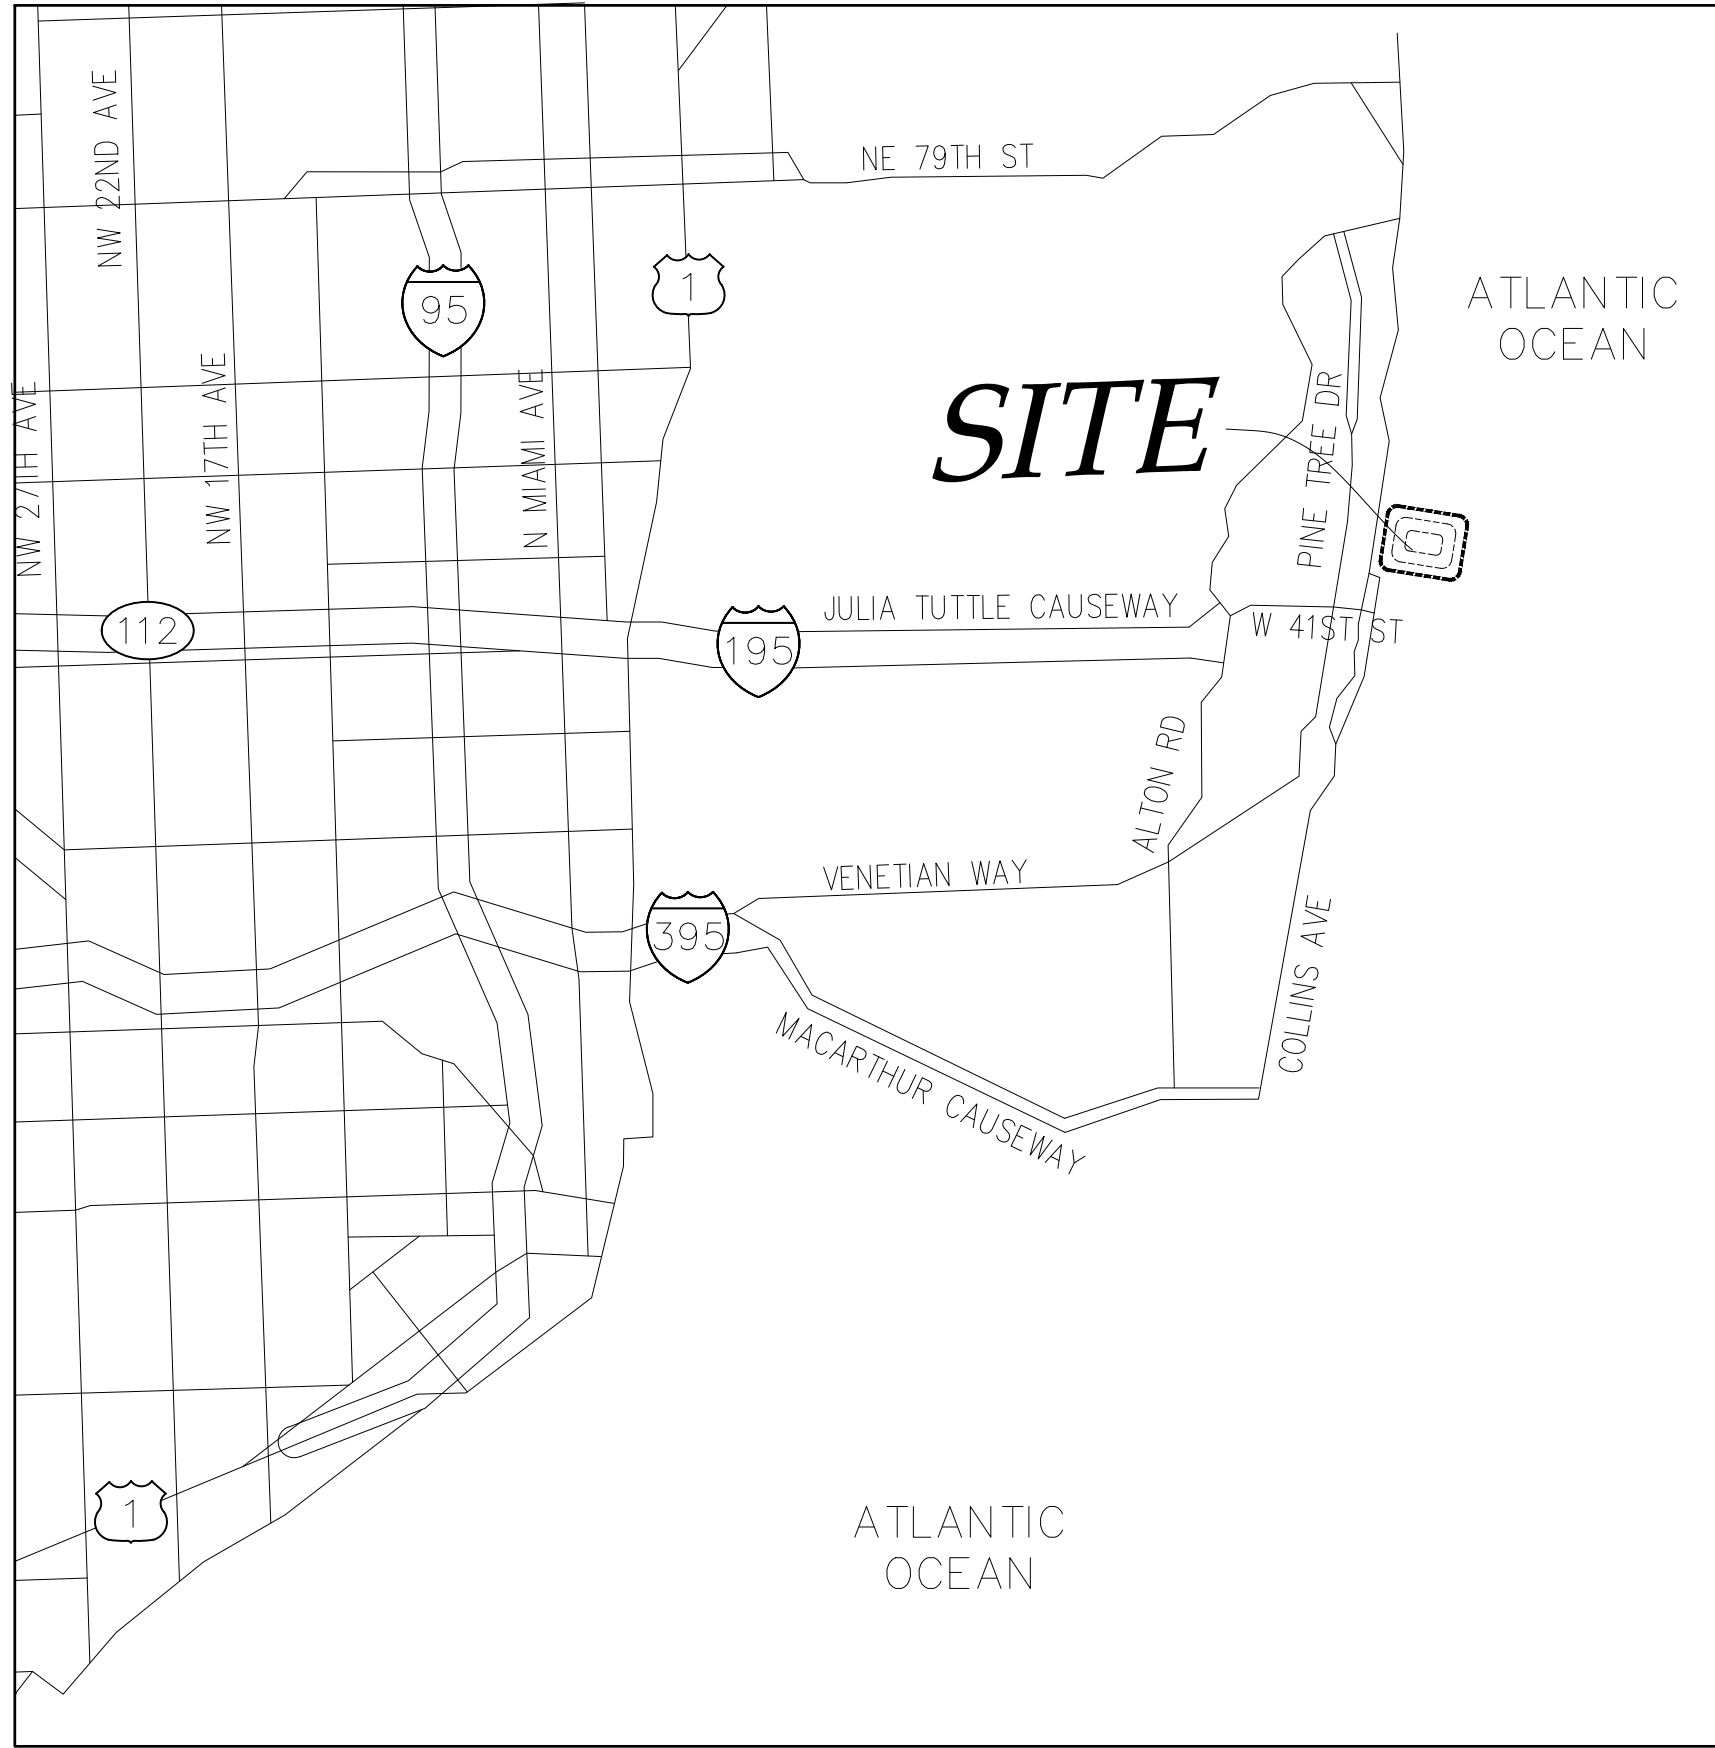 NW 22ND AVE
NE 79TH ST
95
1
ATLANTIC
OCEAN
NW 27TH AVE
NW 17TH AVE
N MIAMI AVE
SITE
PINE TREE DR
112
195
JULIA TUTTLE CAUSEWAY
W 41ST ST
ALTON RD
VENETIAN WAY
395
COLLINS AVE
MACARTHUR CAUSEWAY
1
ATLANTIC
OCEAN